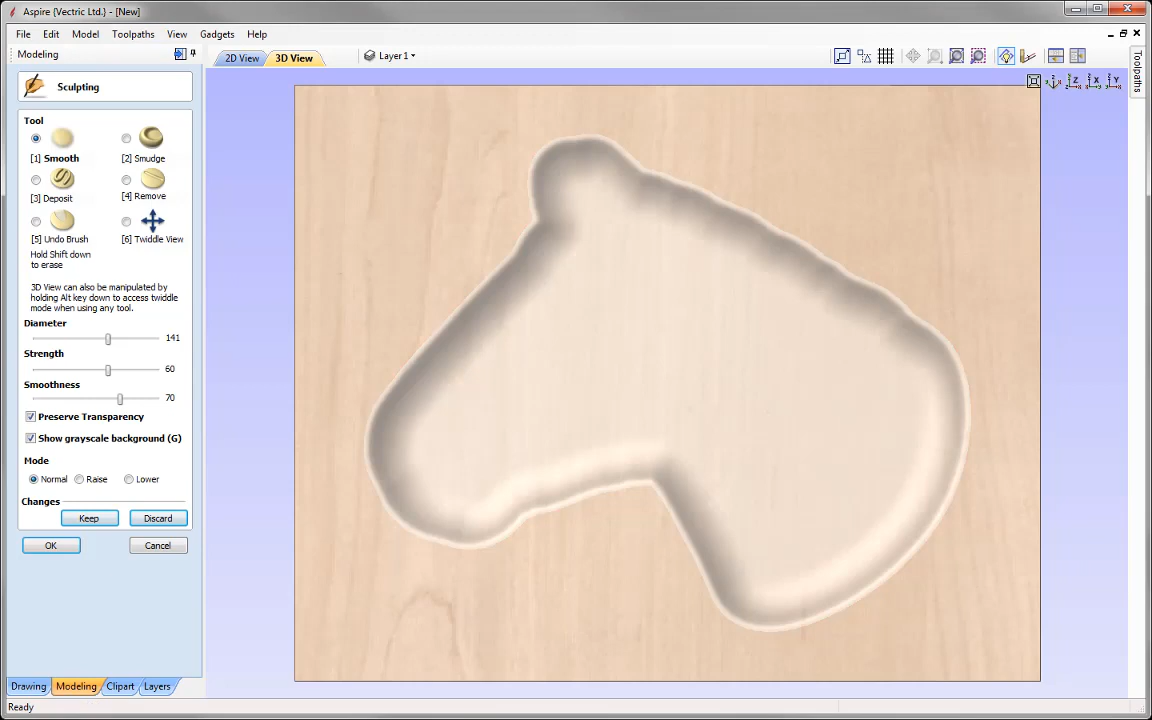 Aspire {Vectric Ltd.} - [New]
File Edit Model Toolpaths View Gadgets Help
Modeling
2D View 3D View Layer 1
Toolpaths
Sculpting
Tool
[1] Smooth [2] Smudge
[3] Deposit [4] Remove
[5] Undo Brush [6] Twiddle View
Hold Shift down
to erase
3D View can also be manipulated by
holding Alt key down to access twiddle
mode when using any tool.
Diameter
141
Strength
60
Smoothness
70
Preserve Transparency
Show grayscale background (G)
Mode
Normal Raise Lower
Changes
Keep Discard
OK Cancel
Drawing Modeling Clipart Layers
Ready